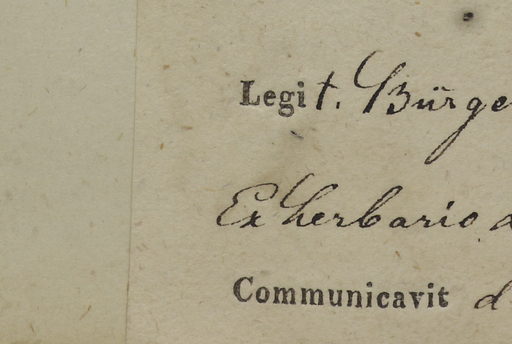 Legit. Bürge
Ex herbario d
Communicavit d